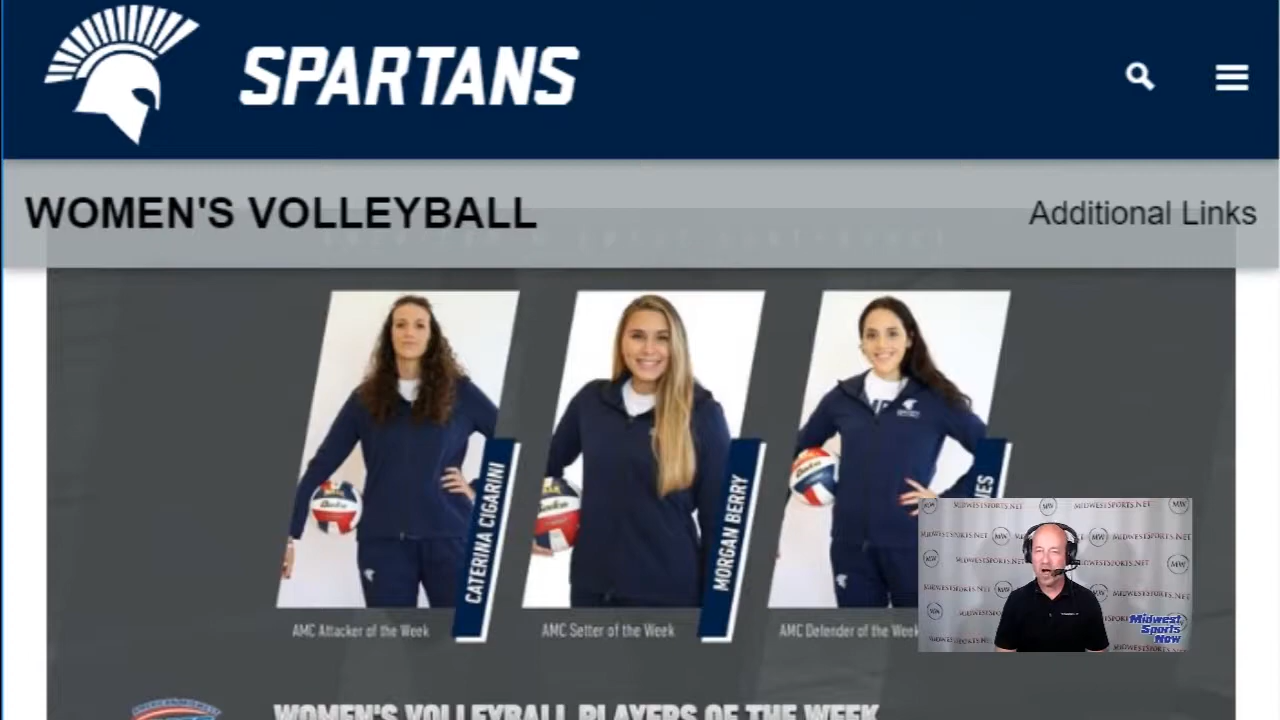 SPARTANS
WOMEN'S VOLLEYBALL
Additional Links
CATERINA CIGARINI
MORGAN BERRY
AMC Attacker of the Week
AMC Setter of the Week
AMC Defender of the Week
MIDWESTSPORTS.NET
Midwest
Sports
Now
WOMEN'S VOLLEYBALL PLAYERS OF THE WEEK